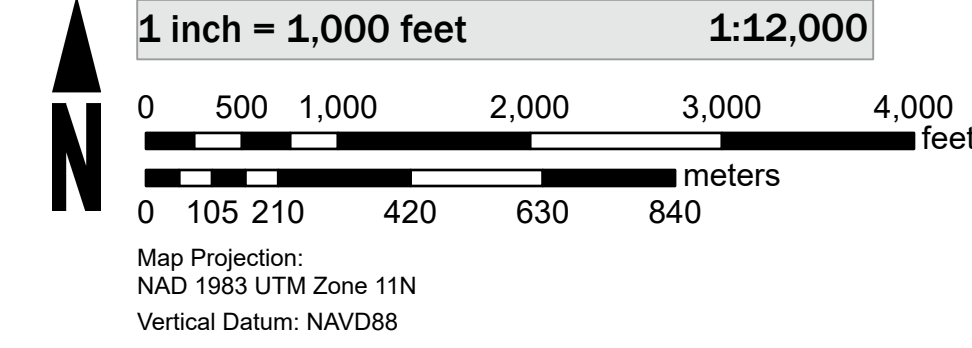 1 inch = 1,000 feet 1:12,000
0 500 1,000 2,000 3,000 4,000
feet
meters
0 105 210 420 630 840
N
Map Projection:
NAD 1983 UTM Zone 11N
Vertical Datum: NAVD88